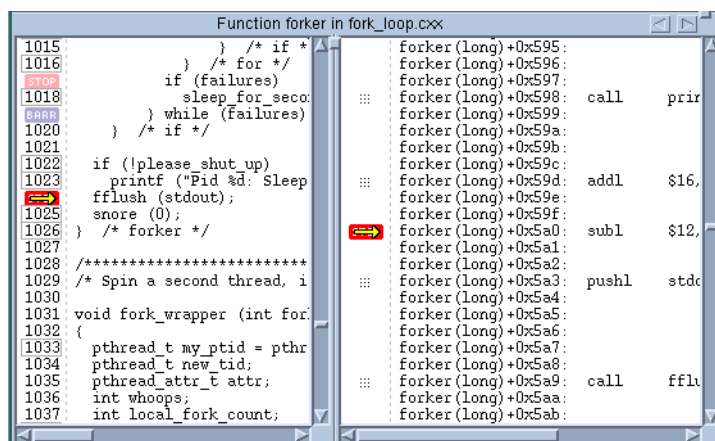 Function forker in fork_loop.cxx
1015 } /* if *
1016 } /* for */
STOP if (failures)
1018 sleep_for_seco
BARR } while (failures)
1020 } /* if */
1021
1022 if (!please_shut_up)
1023 printf ("Pid %d: Sleep
fflush (stdout);
1025 snore (0);
1026 } /* forker */
1027
1028 /****************************
1029 /* Spin a second thread, i
1030
1031 void fork_wrapper (int for
1032 {
1033 pthread_t my_ptid = pthr
1034 pthread_t new_tid;
1035 pthread_attr_t attr;
1036 int whoops;
1037 int local_fork_count;
forker(long)+0x595:
forker(long)+0x596:
forker(long)+0x597:
forker(long)+0x598: call prin
forker(long)+0x599:
forker(long)+0x59a:
forker(long)+0x59b:
forker(long)+0x59c:
forker(long)+0x59d: addl $16,
forker(long)+0x59e:
forker(long)+0x59f:
forker(long)+0x5a0: subl $12,
forker(long)+0x5a1:
forker(long)+0x5a2:
forker(long)+0x5a3: pushl stdo
forker(long)+0x5a4:
forker(long)+0x5a5:
forker(long)+0x5a6:
forker(long)+0x5a7:
forker(long)+0x5a8:
forker(long)+0x5a9: call fflu
forker(long)+0x5aa:
forker(long)+0x5ab: